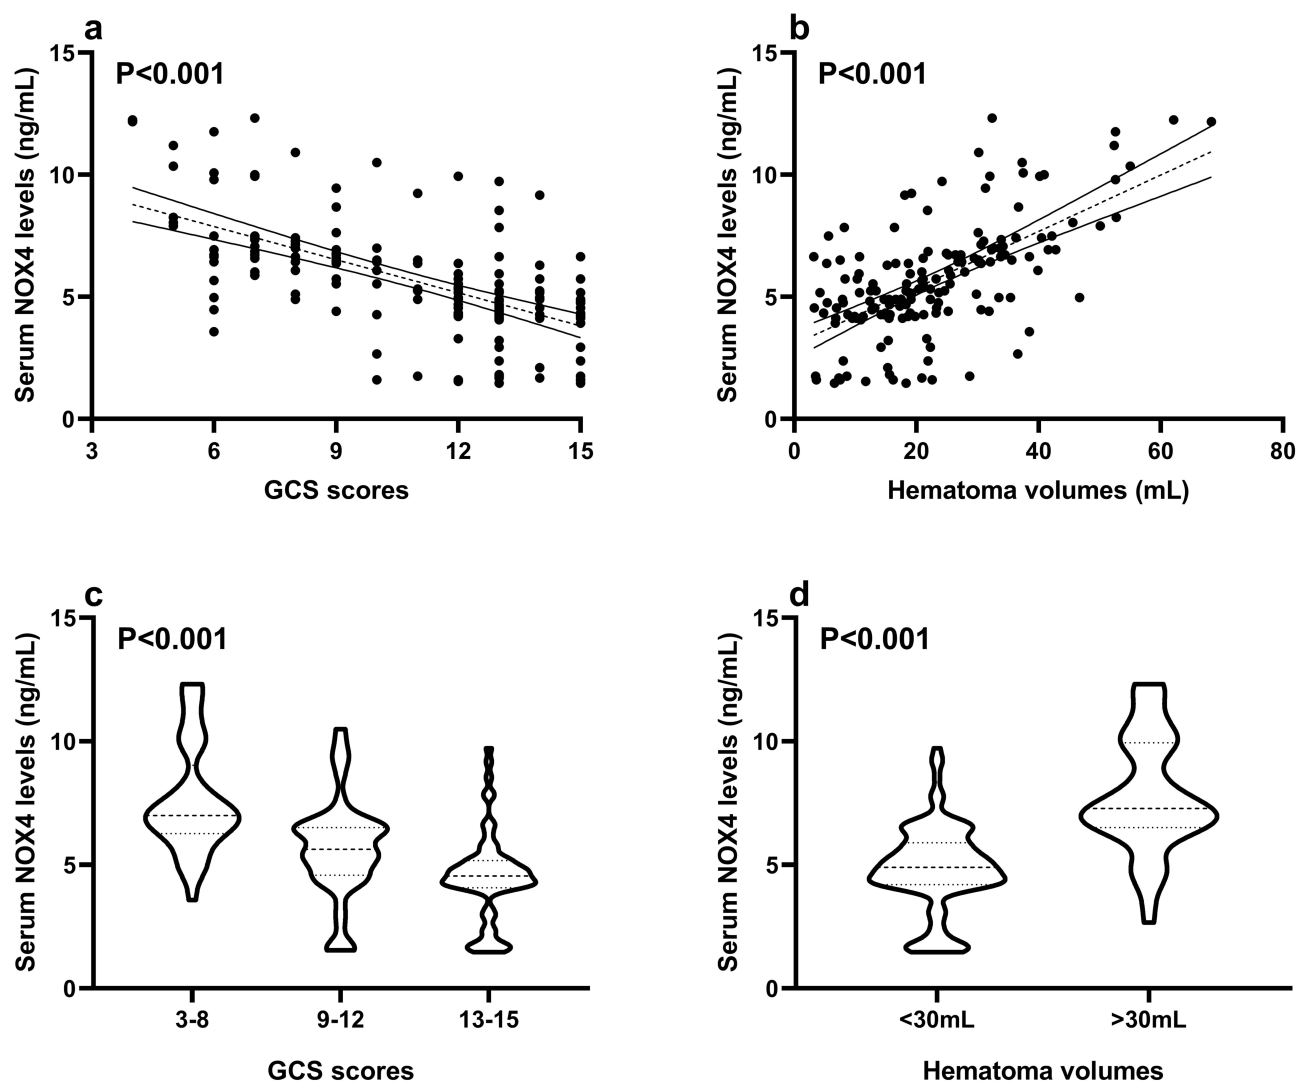 a
P<0.001
Serum NOX4 levels (ng/mL)
15
10
5
0
3 6 9 12 15
GCS scores
b
P<0.001
Serum NOX4 levels (ng/mL)
15
10
5
0
0 20 40 60 80
Hematoma volumes (mL)
c
P<0.001
Serum NOX4 levels (ng/mL)
15
10
5
0
3-8 9-12 13-15
GCS scores
d
P<0.001
Serum NOX4 levels (ng/mL)
15
10
5
0
<30mL >30mL
Hematoma volumes